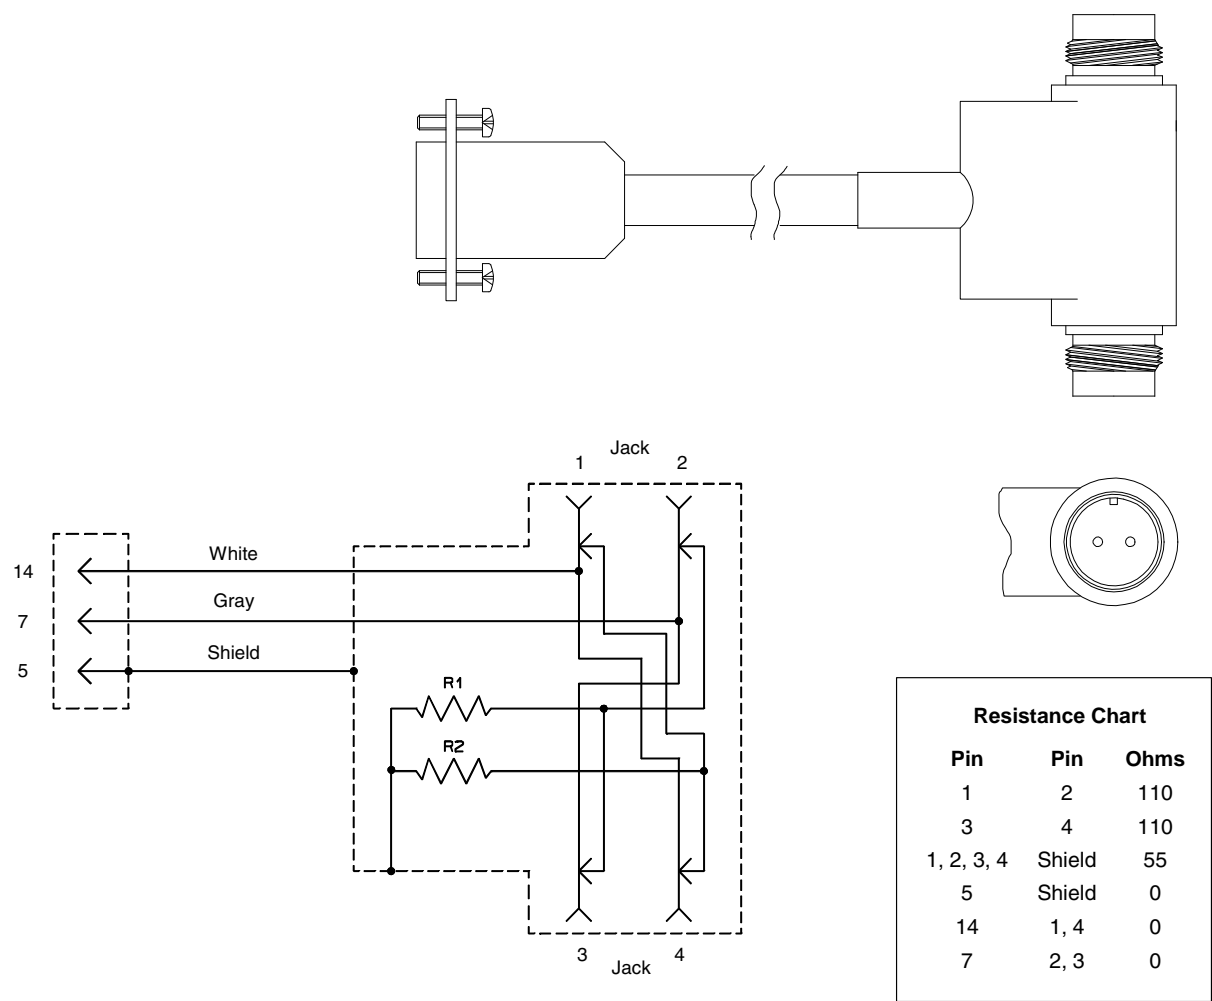 Jack
1 2
White
14
Gray
7
Shield
5
R1
R2
3 4
Jack
Resistance Chart
Pin Pin Ohms
1 2 110
3 4 110
1, 2, 3, 4 Shield 55
5 Shield 0
14 1, 4 0
7 2, 3 0